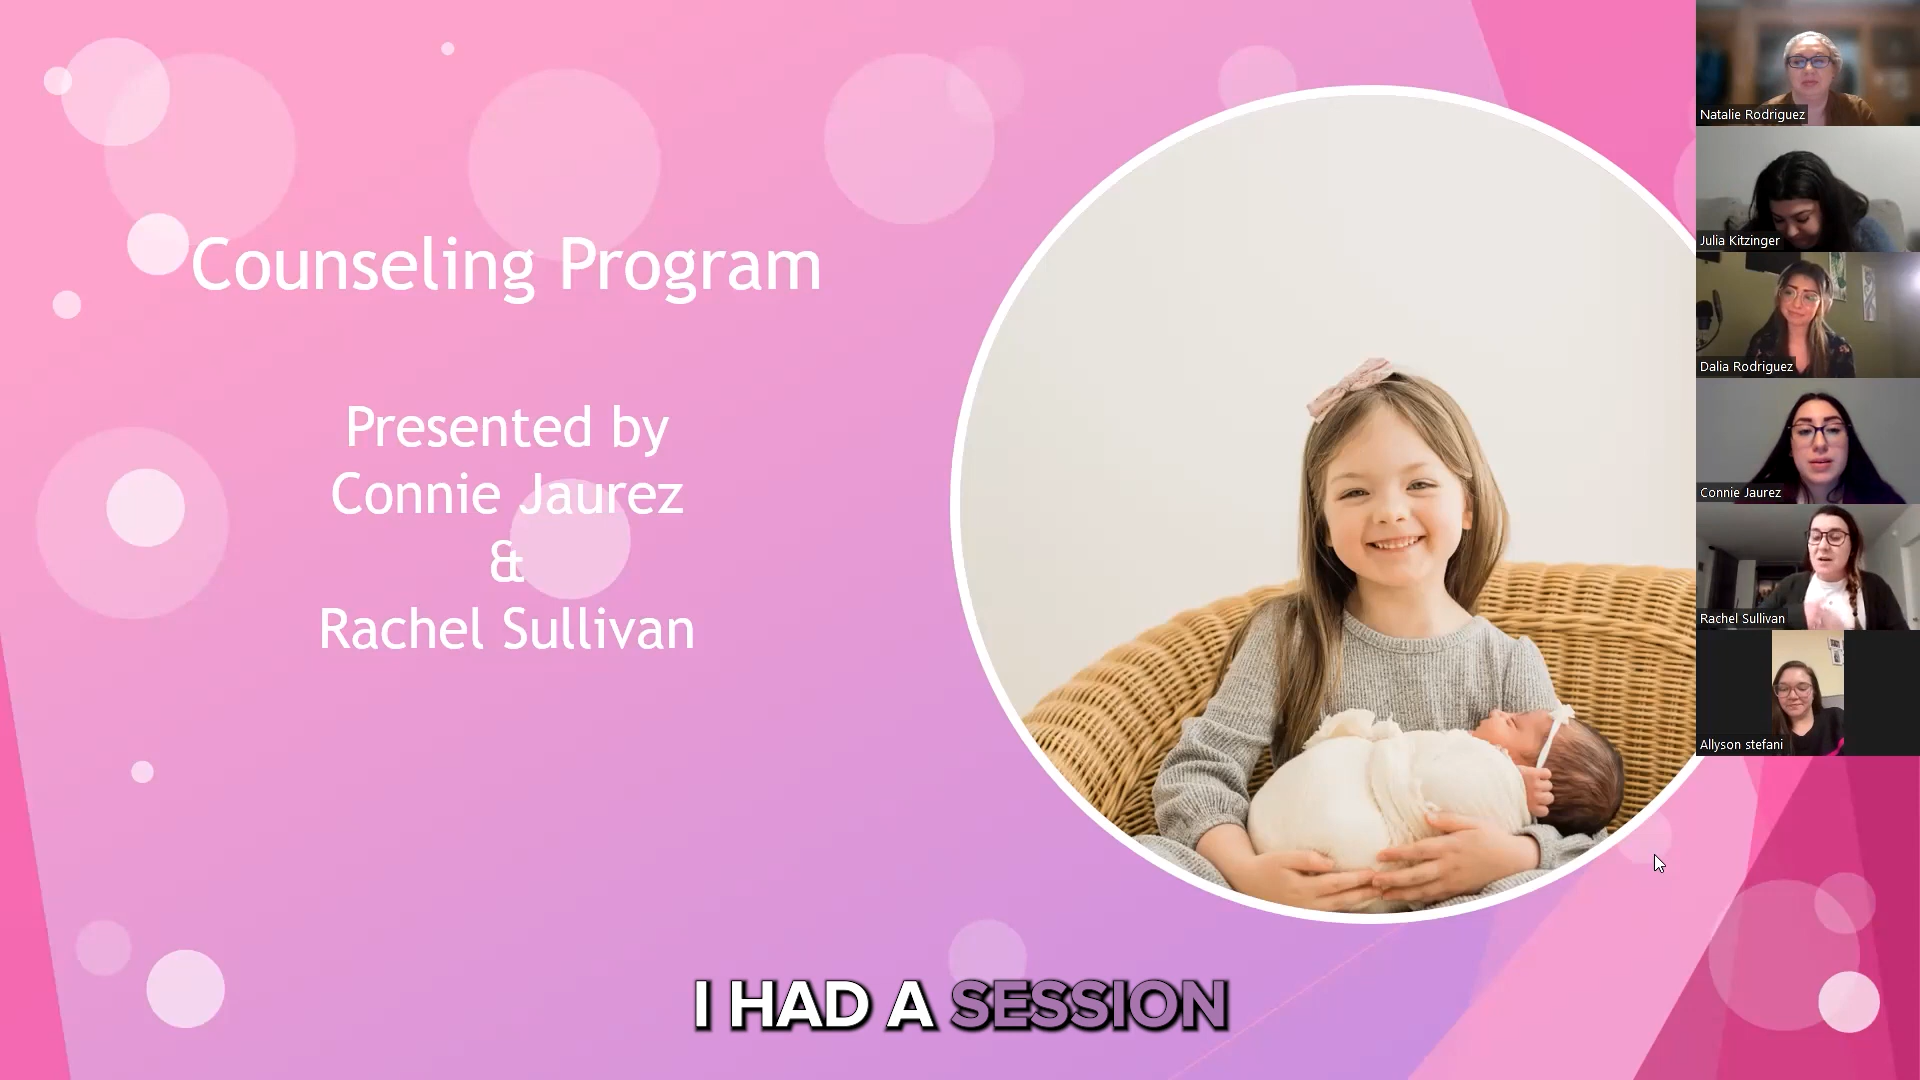 Counseling Program
Presented by
Connie Jaurez
&
Rachel Sullivan
Natalie Rodriguez
Julia Kitzinger
Dalia Rodriguez
Connie Jaurez
Rachel Sullivan
Allyson stefani
I HAD A SESSION